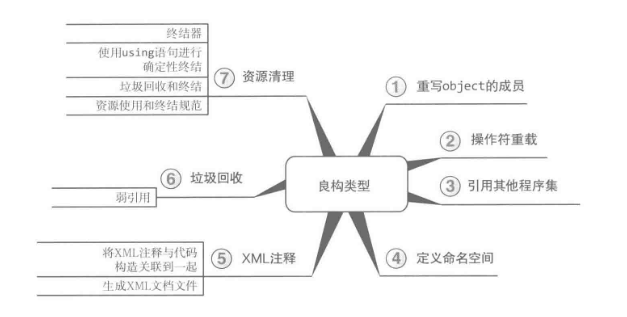 终结器
使用using语句进行
确定性终结
垃圾回收和终结
资源使用和终结规范
⑦ 资源清理
① 重写object的成员
② 操作符重载
⑥ 垃圾回收
弱引用
良构类型
③ 引用其他程序集
将XML注释与代码
构造关联到一起
生成XML文档文件
⑤ XML注释
④ 定义命名空间